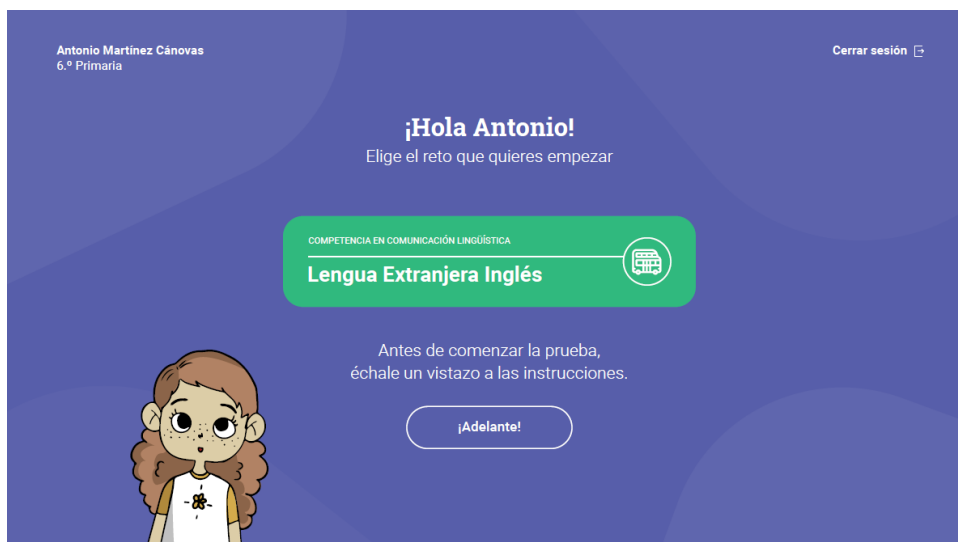 Antonio Martínez Cánovas
6.º Primaria
Cerrar sesión
¡Hola Antonio!
Elige el reto que quieres empezar
COMPETENCIA EN COMUNICACIÓN LINGÜÍSTICA
Lengua Extranjera Inglés
Antes de comenzar la prueba,
échale un vistazo a las instrucciones.
¡Adelante!